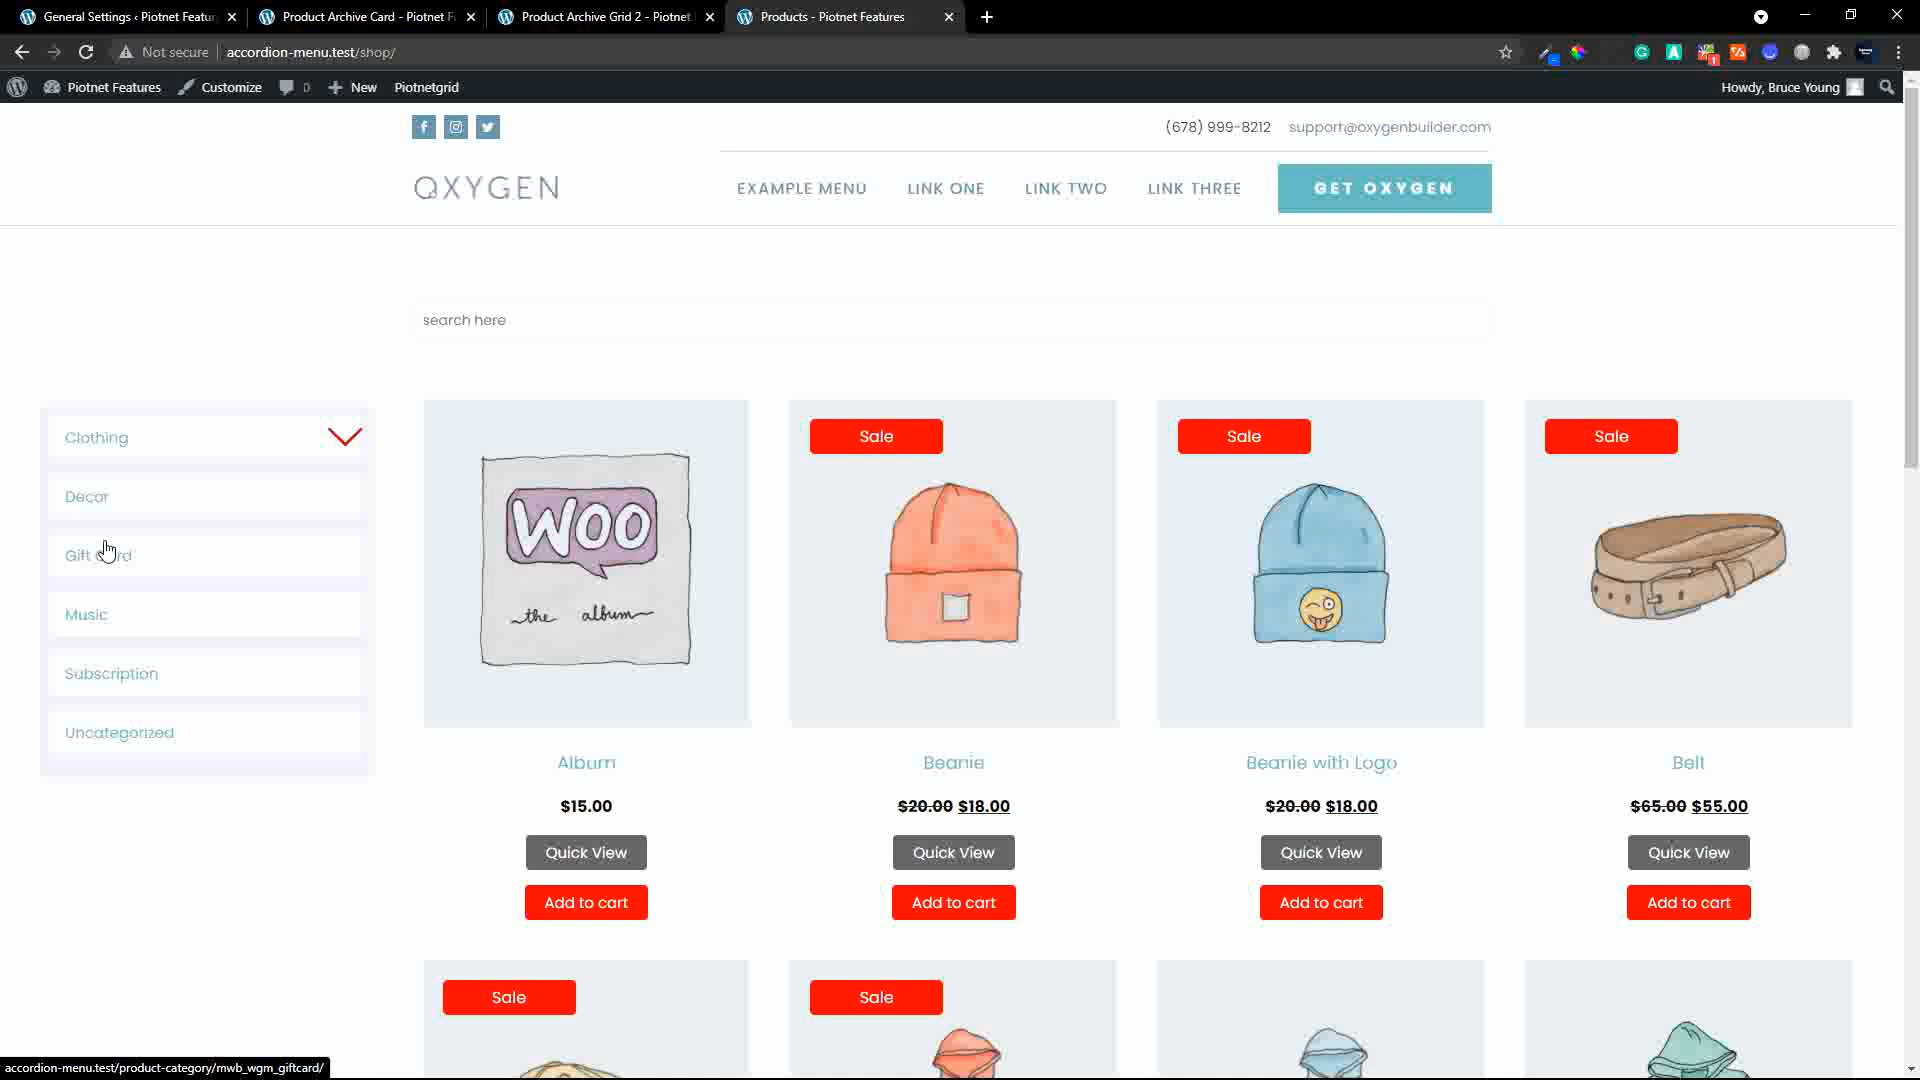 General Settings ‹ Piotnet Featur
Product Archive Card - Piotnet F
Product Archive Grid 2 - Piotnet
Products - Piotnet Features
Not secure
accordion-menu.test/shop/
Piotnet Features
Customize
0
New
Piotnetgrid
Howdy, Bruce Young
(678) 999-8212
support@oxygenbuilder.com
OXYGEN
EXAMPLE MENU
LINK ONE
LINK TWO
LINK THREE
GET OXYGEN
search here
Clothing
Decor
Gift Card
Music
Subscription
Uncategorized
WOO
the album
Sale
Sale
Sale
Album
Beanie
Beanie with Logo
Belt
$15.00
$20.00 $18.00
$20.00 $18.00
$65.00 $55.00
Quick View
Quick View
Quick View
Quick View
Add to cart
Add to cart
Add to cart
Add to cart
Sale
Sale
accordion-menu.test/product-category/mwb_wgm_giftcard/